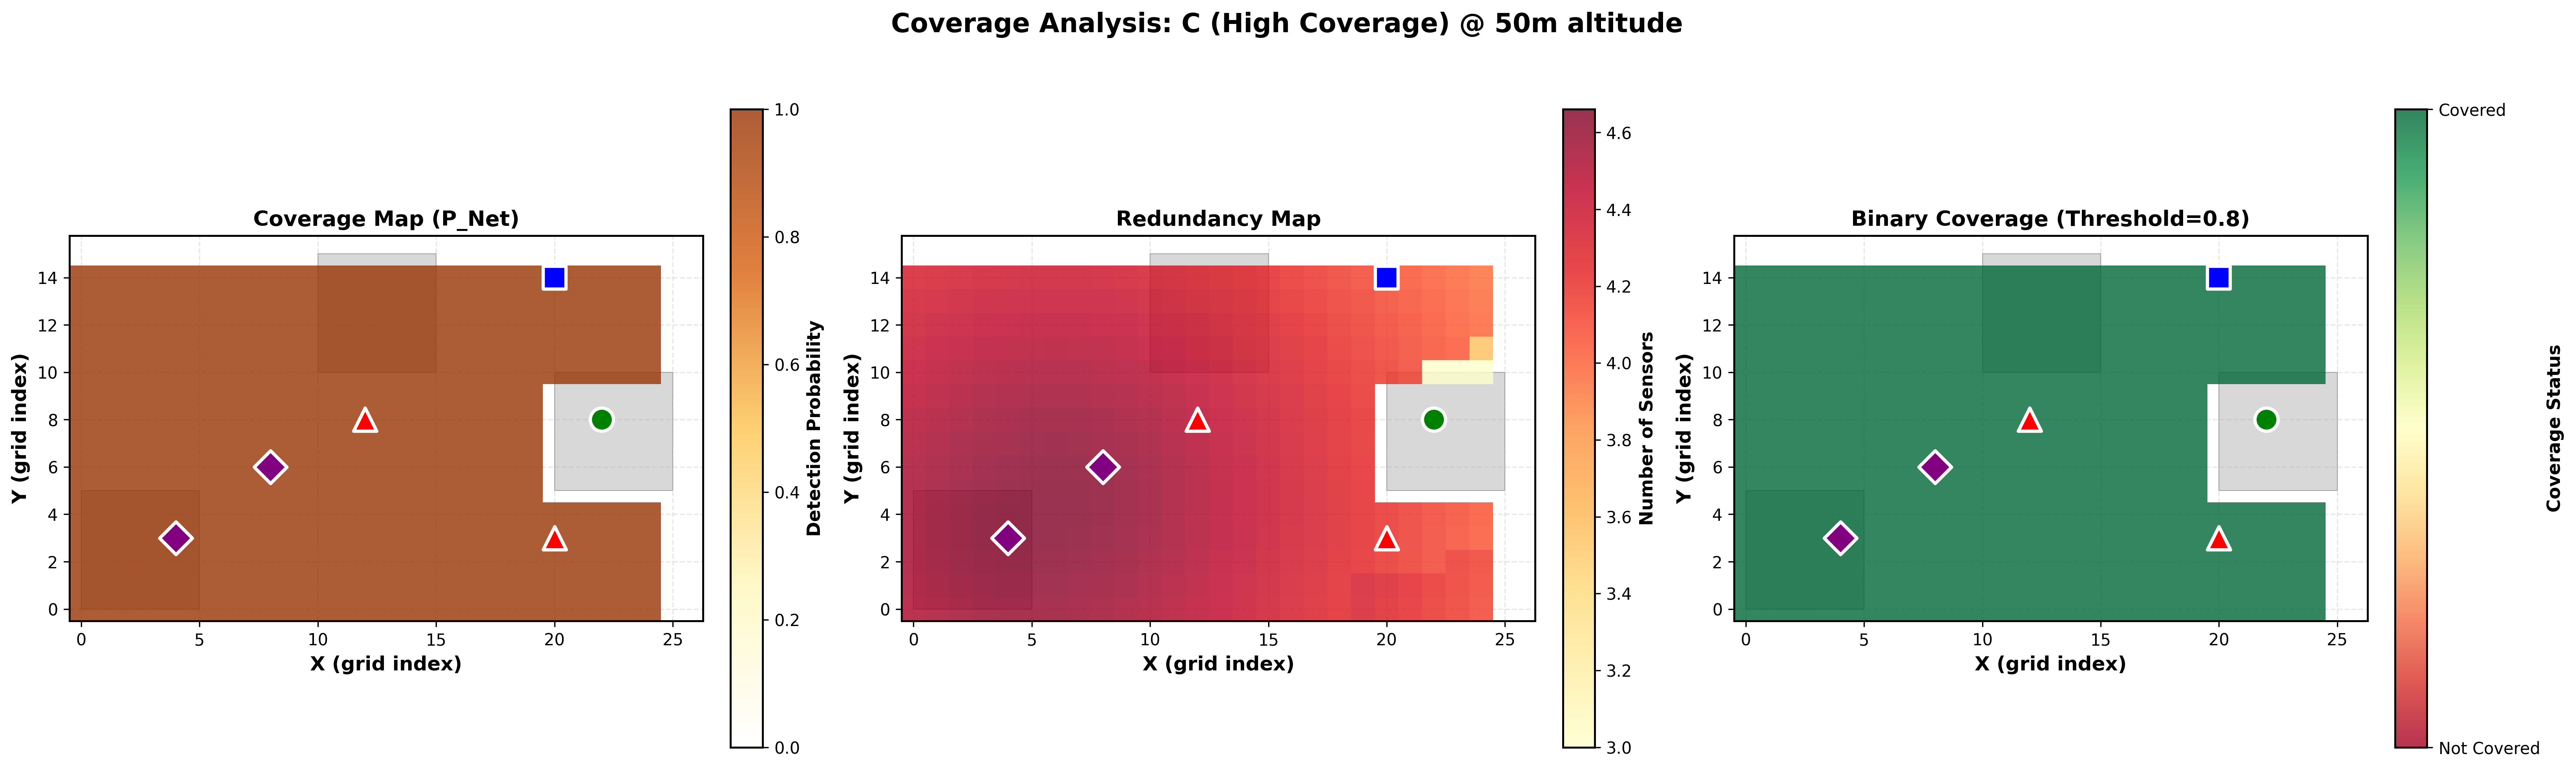 Coverage Analysis: C (High Coverage) @ 50m altitude
Coverage Map (P_Net)
Y (grid index)
14
12
10
8
6
4
2
0
0 5 10 15 20 25
X (grid index)
1.0
0.8
0.6
0.4
0.2
0.0
Detection Probability
Redundancy Map
Y (grid index)
14
12
10
8
6
4
2
0
0 5 10 15 20 25
X (grid index)
4.6
4.4
4.2
4.0
3.8
3.6
3.4
3.2
3.0
Number of Sensors
Binary Coverage (Threshold=0.8)
Y (grid index)
14
12
10
8
6
4
2
0
0 5 10 15 20 25
X (grid index)
Covered
Not Covered
Coverage Status